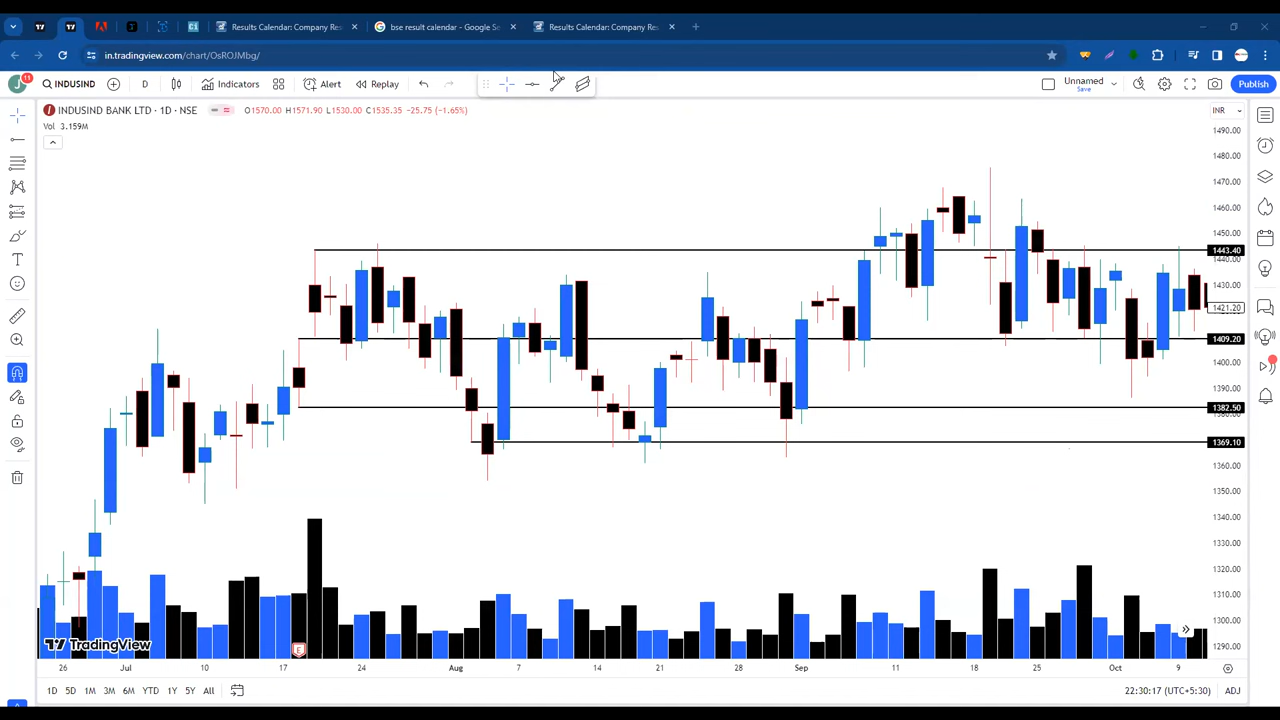 Results Calendar: Company Res
bse result calendar - Google Se
Results Calendar: Company Res
in.tradingview.com/chart/OsROJMbg/
J 11
INDUSIND
D
Indicators
Alert
Replay
Unnamed
Save
Publish
INDUSIND BANK LTD · 1D · NSE
O1570.00 H1571.90 L1530.00 C1535.35 -25.75 (-1.65%)
INR
Vol 3.159M
1490.00
1480.00
1470.00
1460.00
1450.00
1443.40
1440.00
1430.00
1421.20
1409.20
1400.00
1390.00
1382.50
1369.10
1360.00
1350.00
1340.00
1330.00
1320.00
1310.00
1300.00
1290.00
E
TradingView
26 Jul 10 17 24 Aug 7 14 21 28 Sep 11 18 25 Oct 9
1D 5D 1M 3M 6M YTD 1Y 5Y All
22:30:17 (UTC+5:30) ADJ